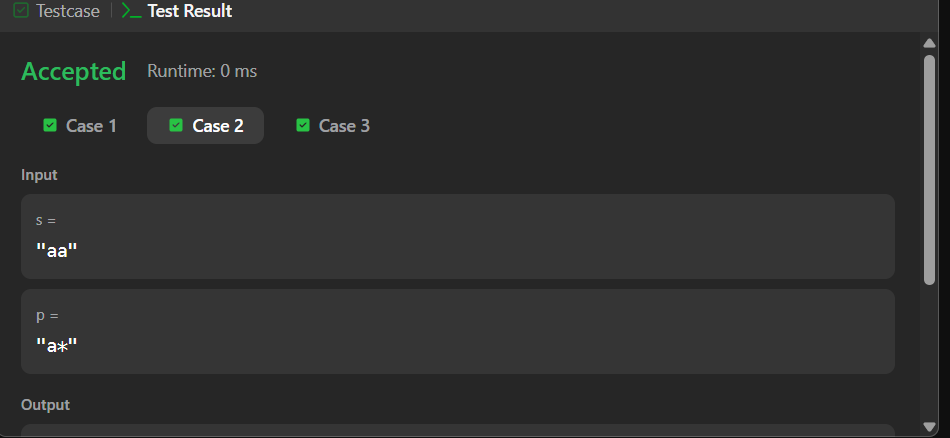 Testcase | >_ Test Result
Accepted Runtime: 0 ms
Case 1 Case 2 Case 3
Input
s =
"aa"
p =
"a*"
Output